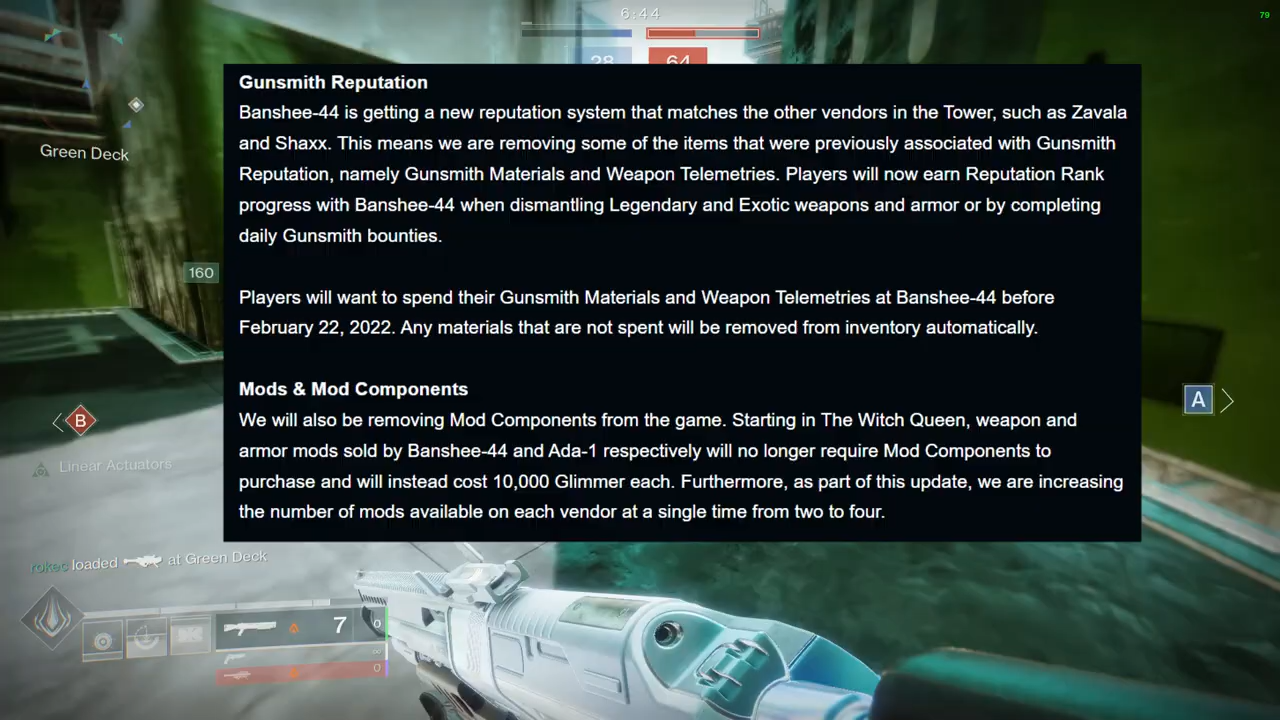 6:44
79
28
64
Gunsmith Reputation
Banshee-44 is getting a new reputation system that matches the other vendors in the Tower, such as Zavala
and Shaxx. This means we are removing some of the items that were previously associated with Gunsmith
Reputation, namely Gunsmith Materials and Weapon Telemetries. Players will now earn Reputation Rank
progress with Banshee-44 when dismantling Legendary and Exotic weapons and armor or by completing
daily Gunsmith bounties.
Players will want to spend their Gunsmith Materials and Weapon Telemetries at Banshee-44 before
February 22, 2022. Any materials that are not spent will be removed from inventory automatically.
Mods & Mod Components
We will also be removing Mod Components from the game. Starting in The Witch Queen, weapon and
armor mods sold by Banshee-44 and Ada-1 respectively will no longer require Mod Components to
purchase and will instead cost 10,000 Glimmer each. Furthermore, as part of this update, we are increasing
the number of mods available on each vendor at a single time from two to four.
Green Deck
160
B
A
Linear Actuators
rokec loaded at Green Deck
7
0
0